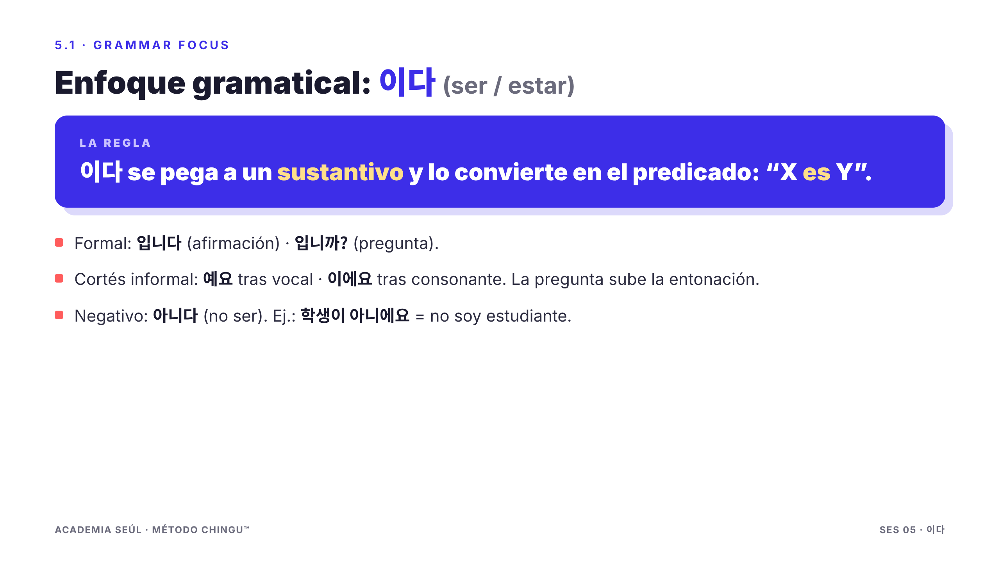 5.1 · GRAMMAR FOCUS
Enfoque gramatical: 이다 (ser / estar)
LA REGLA
이다 se pega a un sustantivo y lo convierte en el predicado: “X es Y”.
Formal: 입니다 (afirmación) · 입니까? (pregunta).
Cortés informal: 예요 tras vocal · 이에요 tras consonante. La pregunta sube la entonación.
Negativo: 아니다 (no ser). Ej.: 학생이 아니에요 = no soy estudiante.
ACADEMIA SEÚL · MÉTODO CHINGU™
SES 05 · 이다